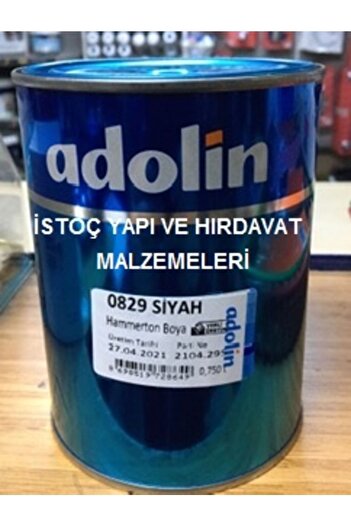 adolin
İSTOÇ YAPI VE HIRDAVAT
MALZEMELERİ
0829 SİYAH
Hammerton Boya
Üretim Tarihi Parti No
27.04.2021 2104.295
0,750
adolin